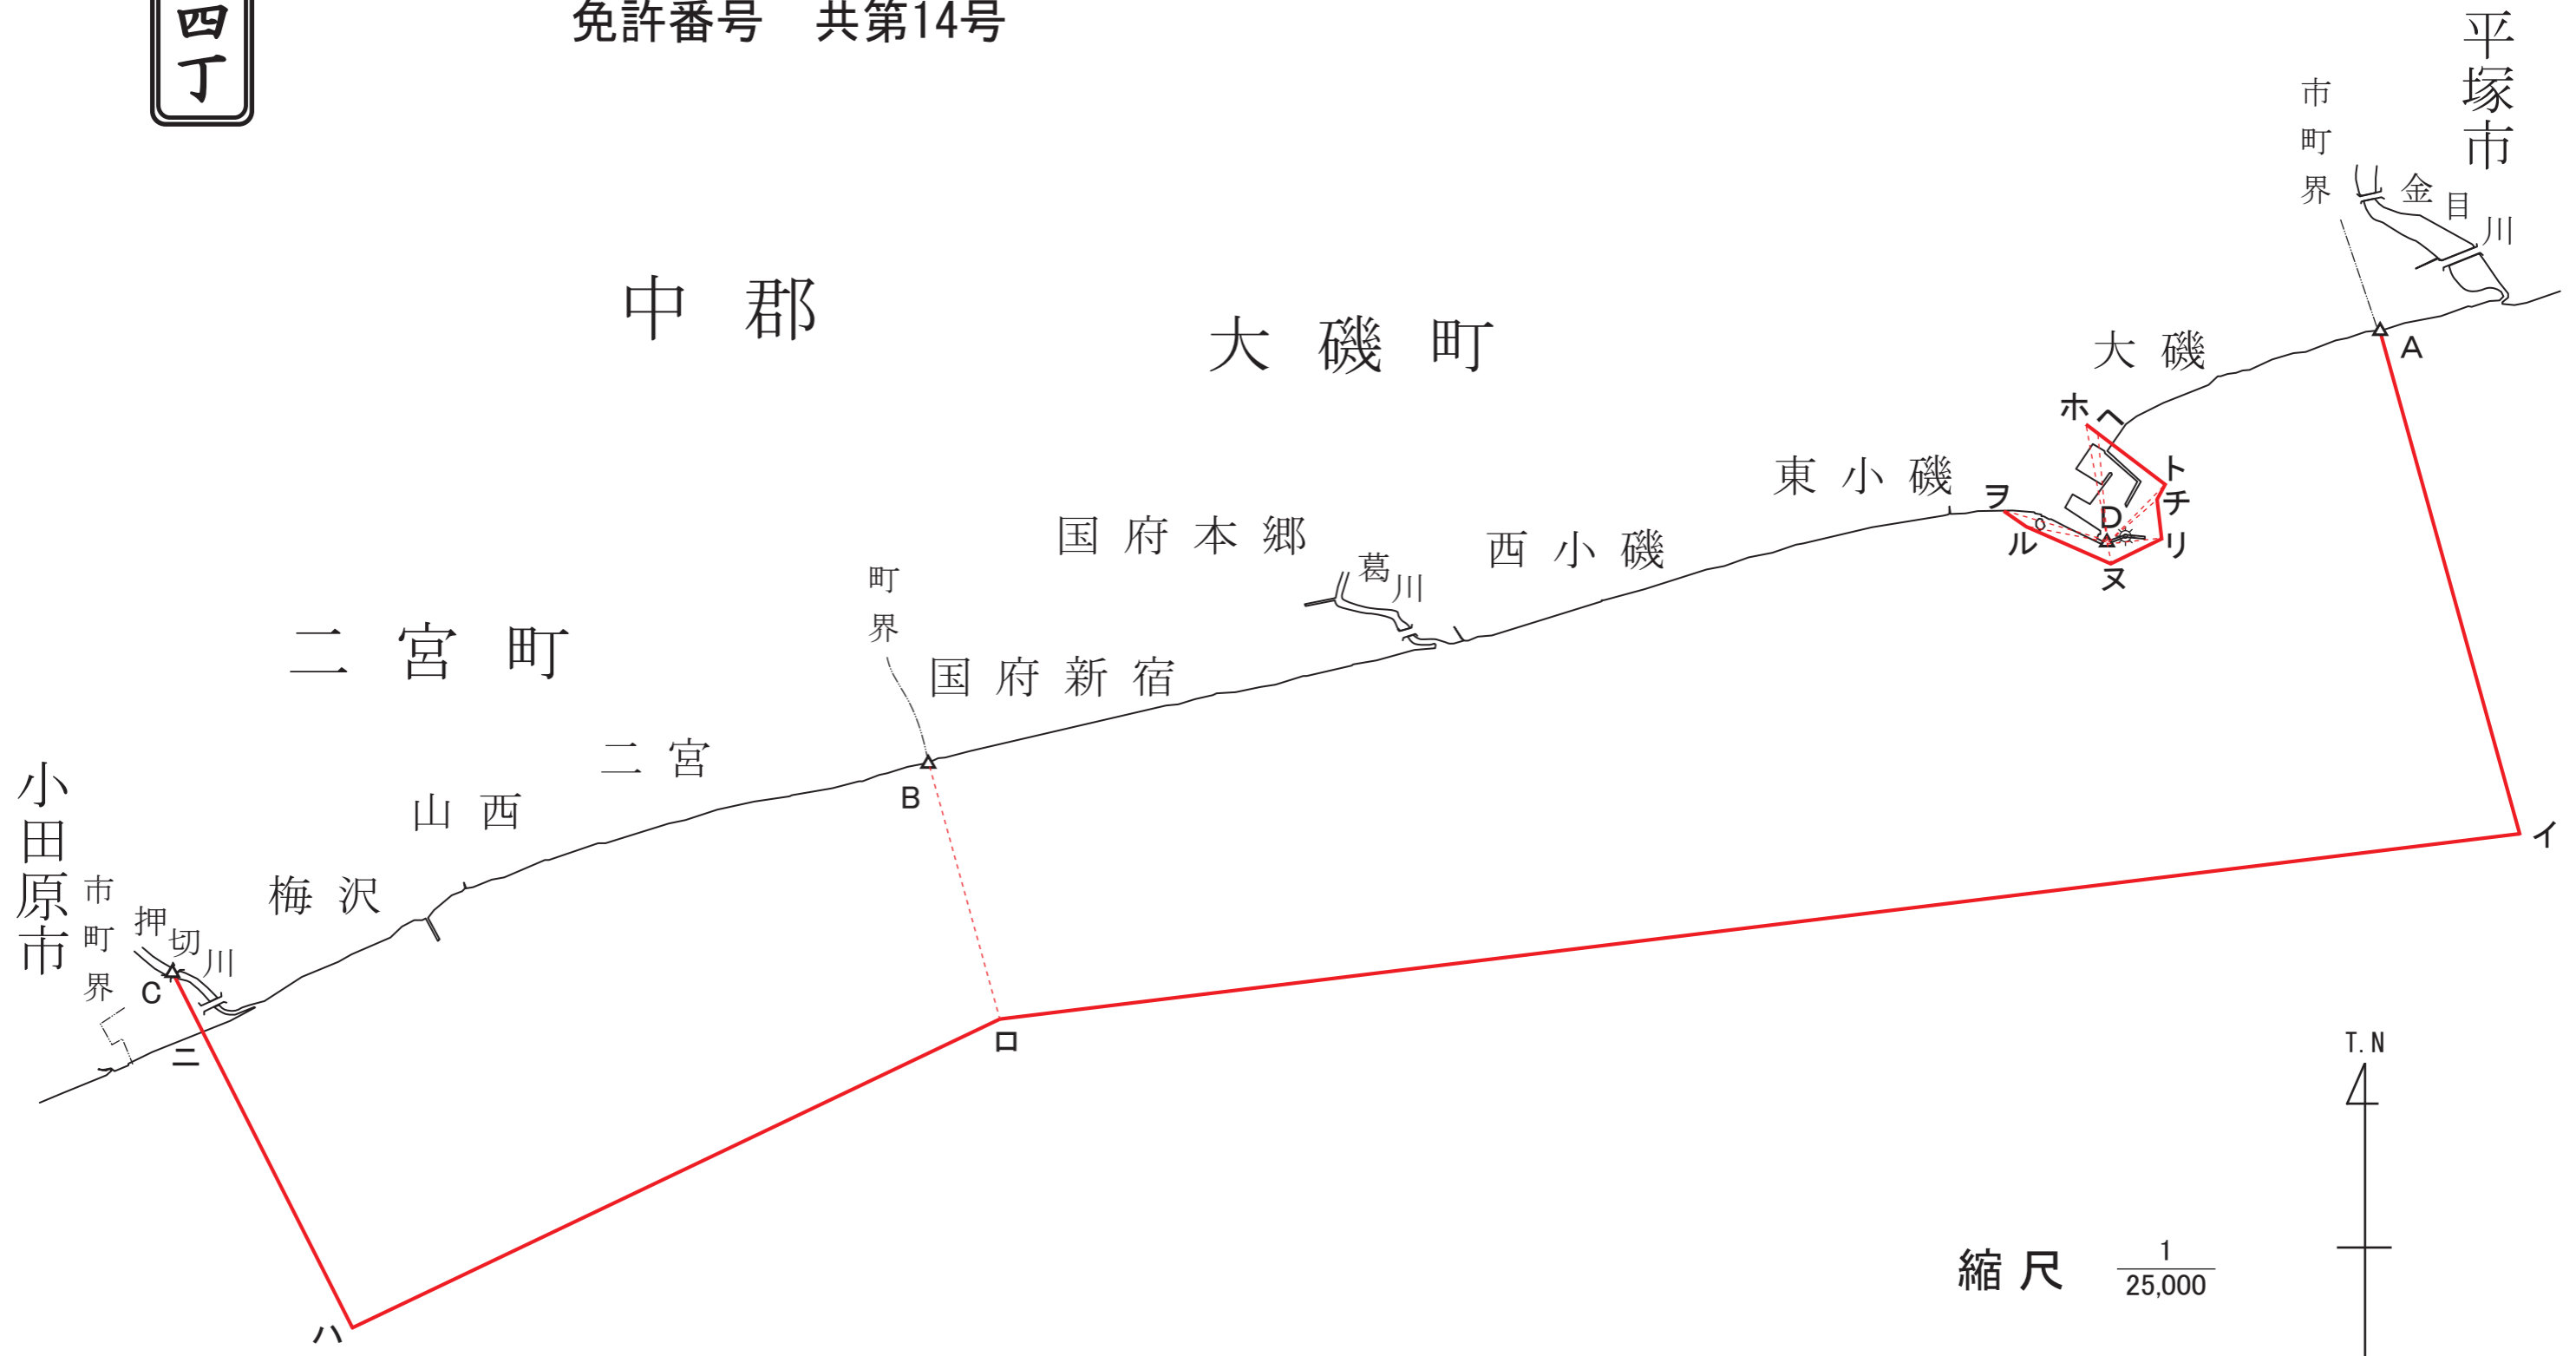 四丁
免許番号　共第14号
平塚市
市町界
金目川
中郡
大磯町
大磯
A
ホ
ヘ
ト
チ
リ
D
ヌ
ル
ヲ
東小磯
西小磯
国府本郷
葛川
町界
国府新宿
二宮町
二宮
B
山西
小田原市
市町界
押切川
梅沢
C
ニ
イ
ロ
ハ
T.N
縮尺 1/25,000